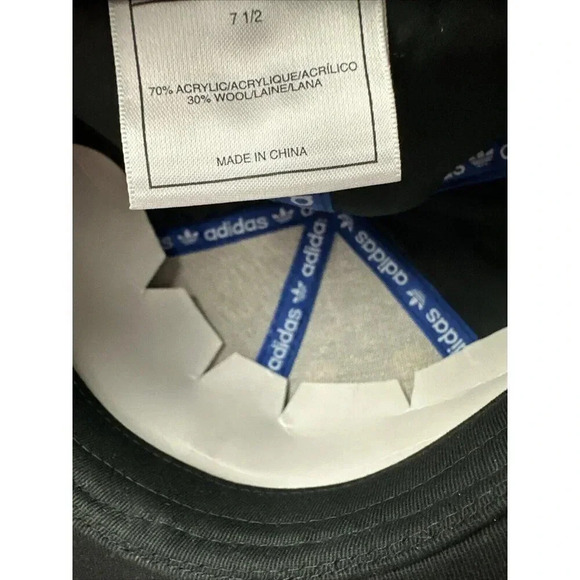 7 1/2
70% ACRYLIC/ACRYLIQUE/ACRÍLICO
30% WOOL/LAINE/LANA
MADE IN CHINA
adidas
adidas
adidas
adidas